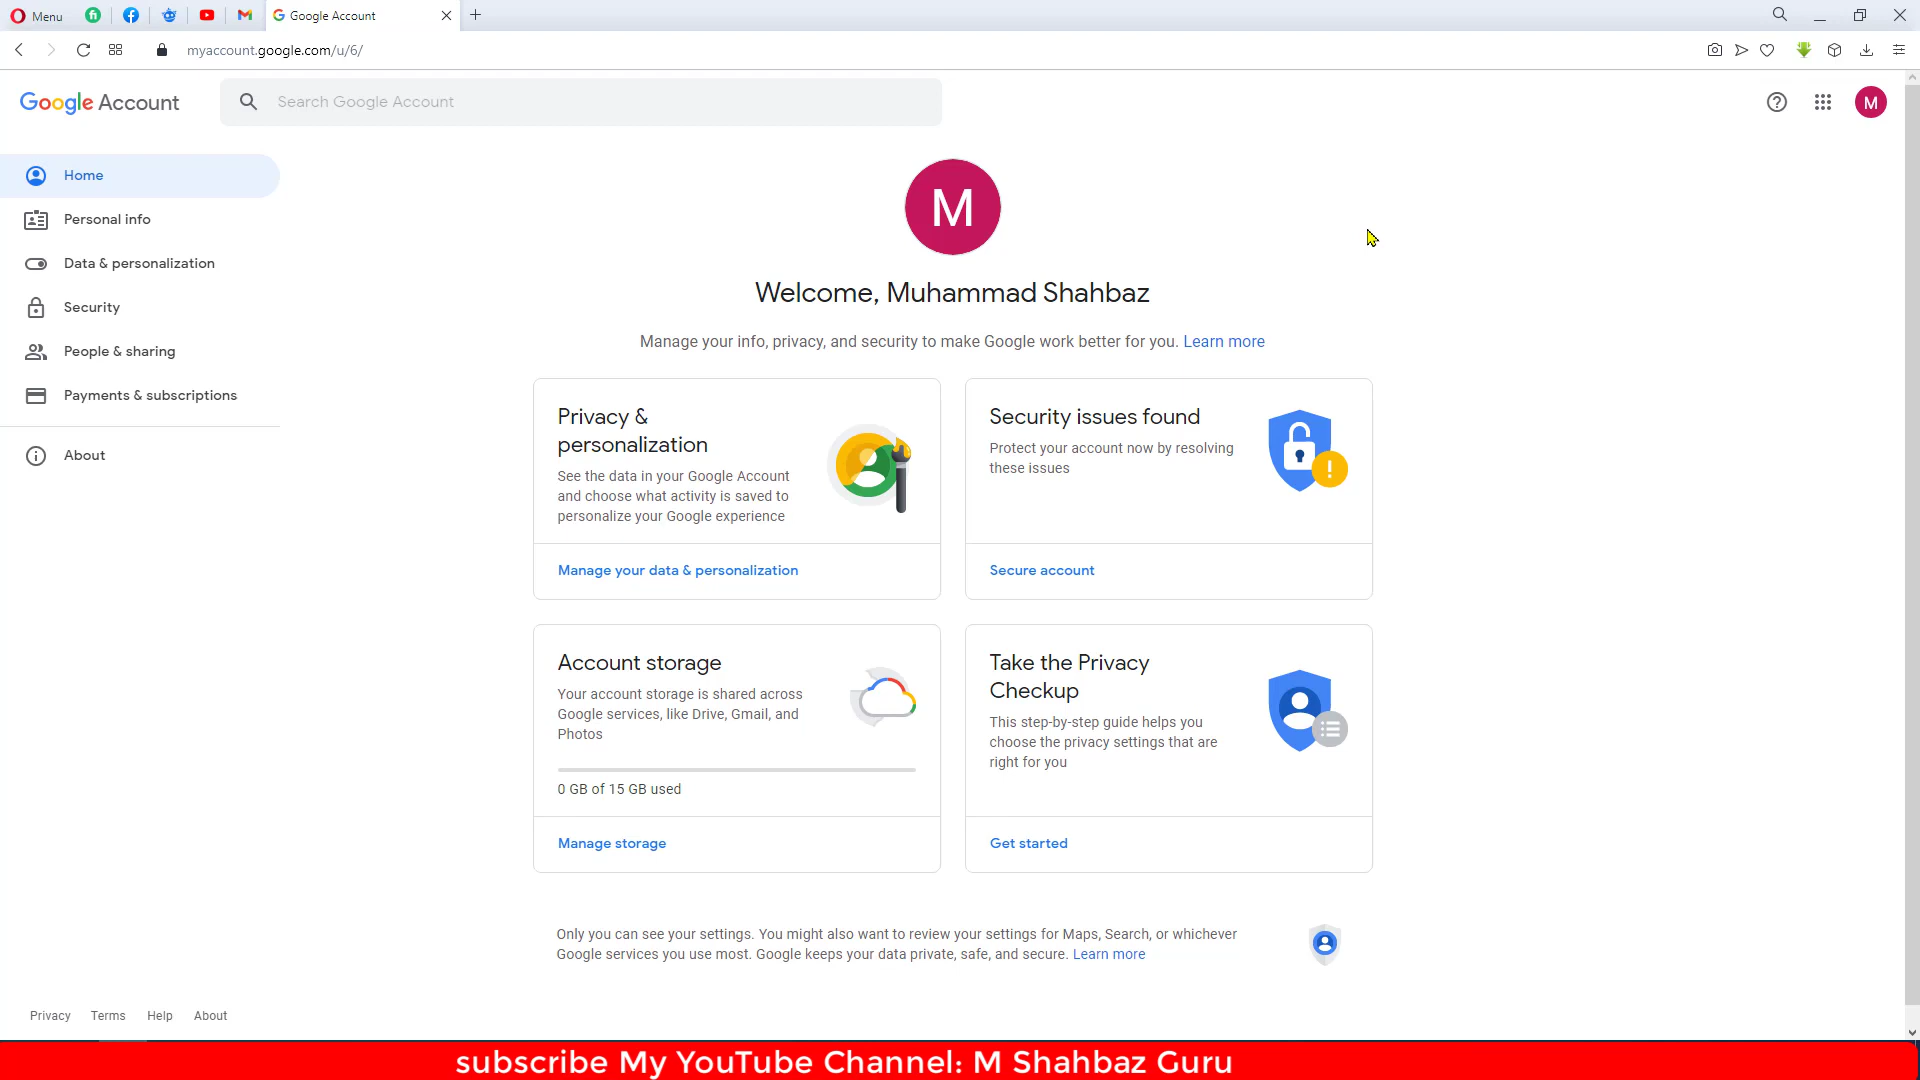 Menu
Google Account
myaccount.google.com/u/6/
Google Account
Search Google Account
M
Home
Personal info
Data & personalization
Security
People & sharing
Payments & subscriptions
About
M
Welcome, Muhammad Shahbaz
Manage your info, privacy, and security to make Google work better for you. Learn more
Privacy &
personalization
See the data in your Google Account
and choose what activity is saved to
personalize your Google experience
Manage your data & personalization
Security issues found
Protect your account now by resolving
these issues
Secure account
Account storage
Your account storage is shared across
Google services, like Drive, Gmail, and
Photos
0 GB of 15 GB used
Manage storage
Take the Privacy
Checkup
This step-by-step guide helps you
choose the privacy settings that are
right for you
Get started
Only you can see your settings. You might also want to review your settings for Maps, Search, or whichever
Google services you use most. Google keeps your data private, safe, and secure. Learn more
Privacy Terms Help About
subscribe My YouTube Channel: M Shahbaz Guru